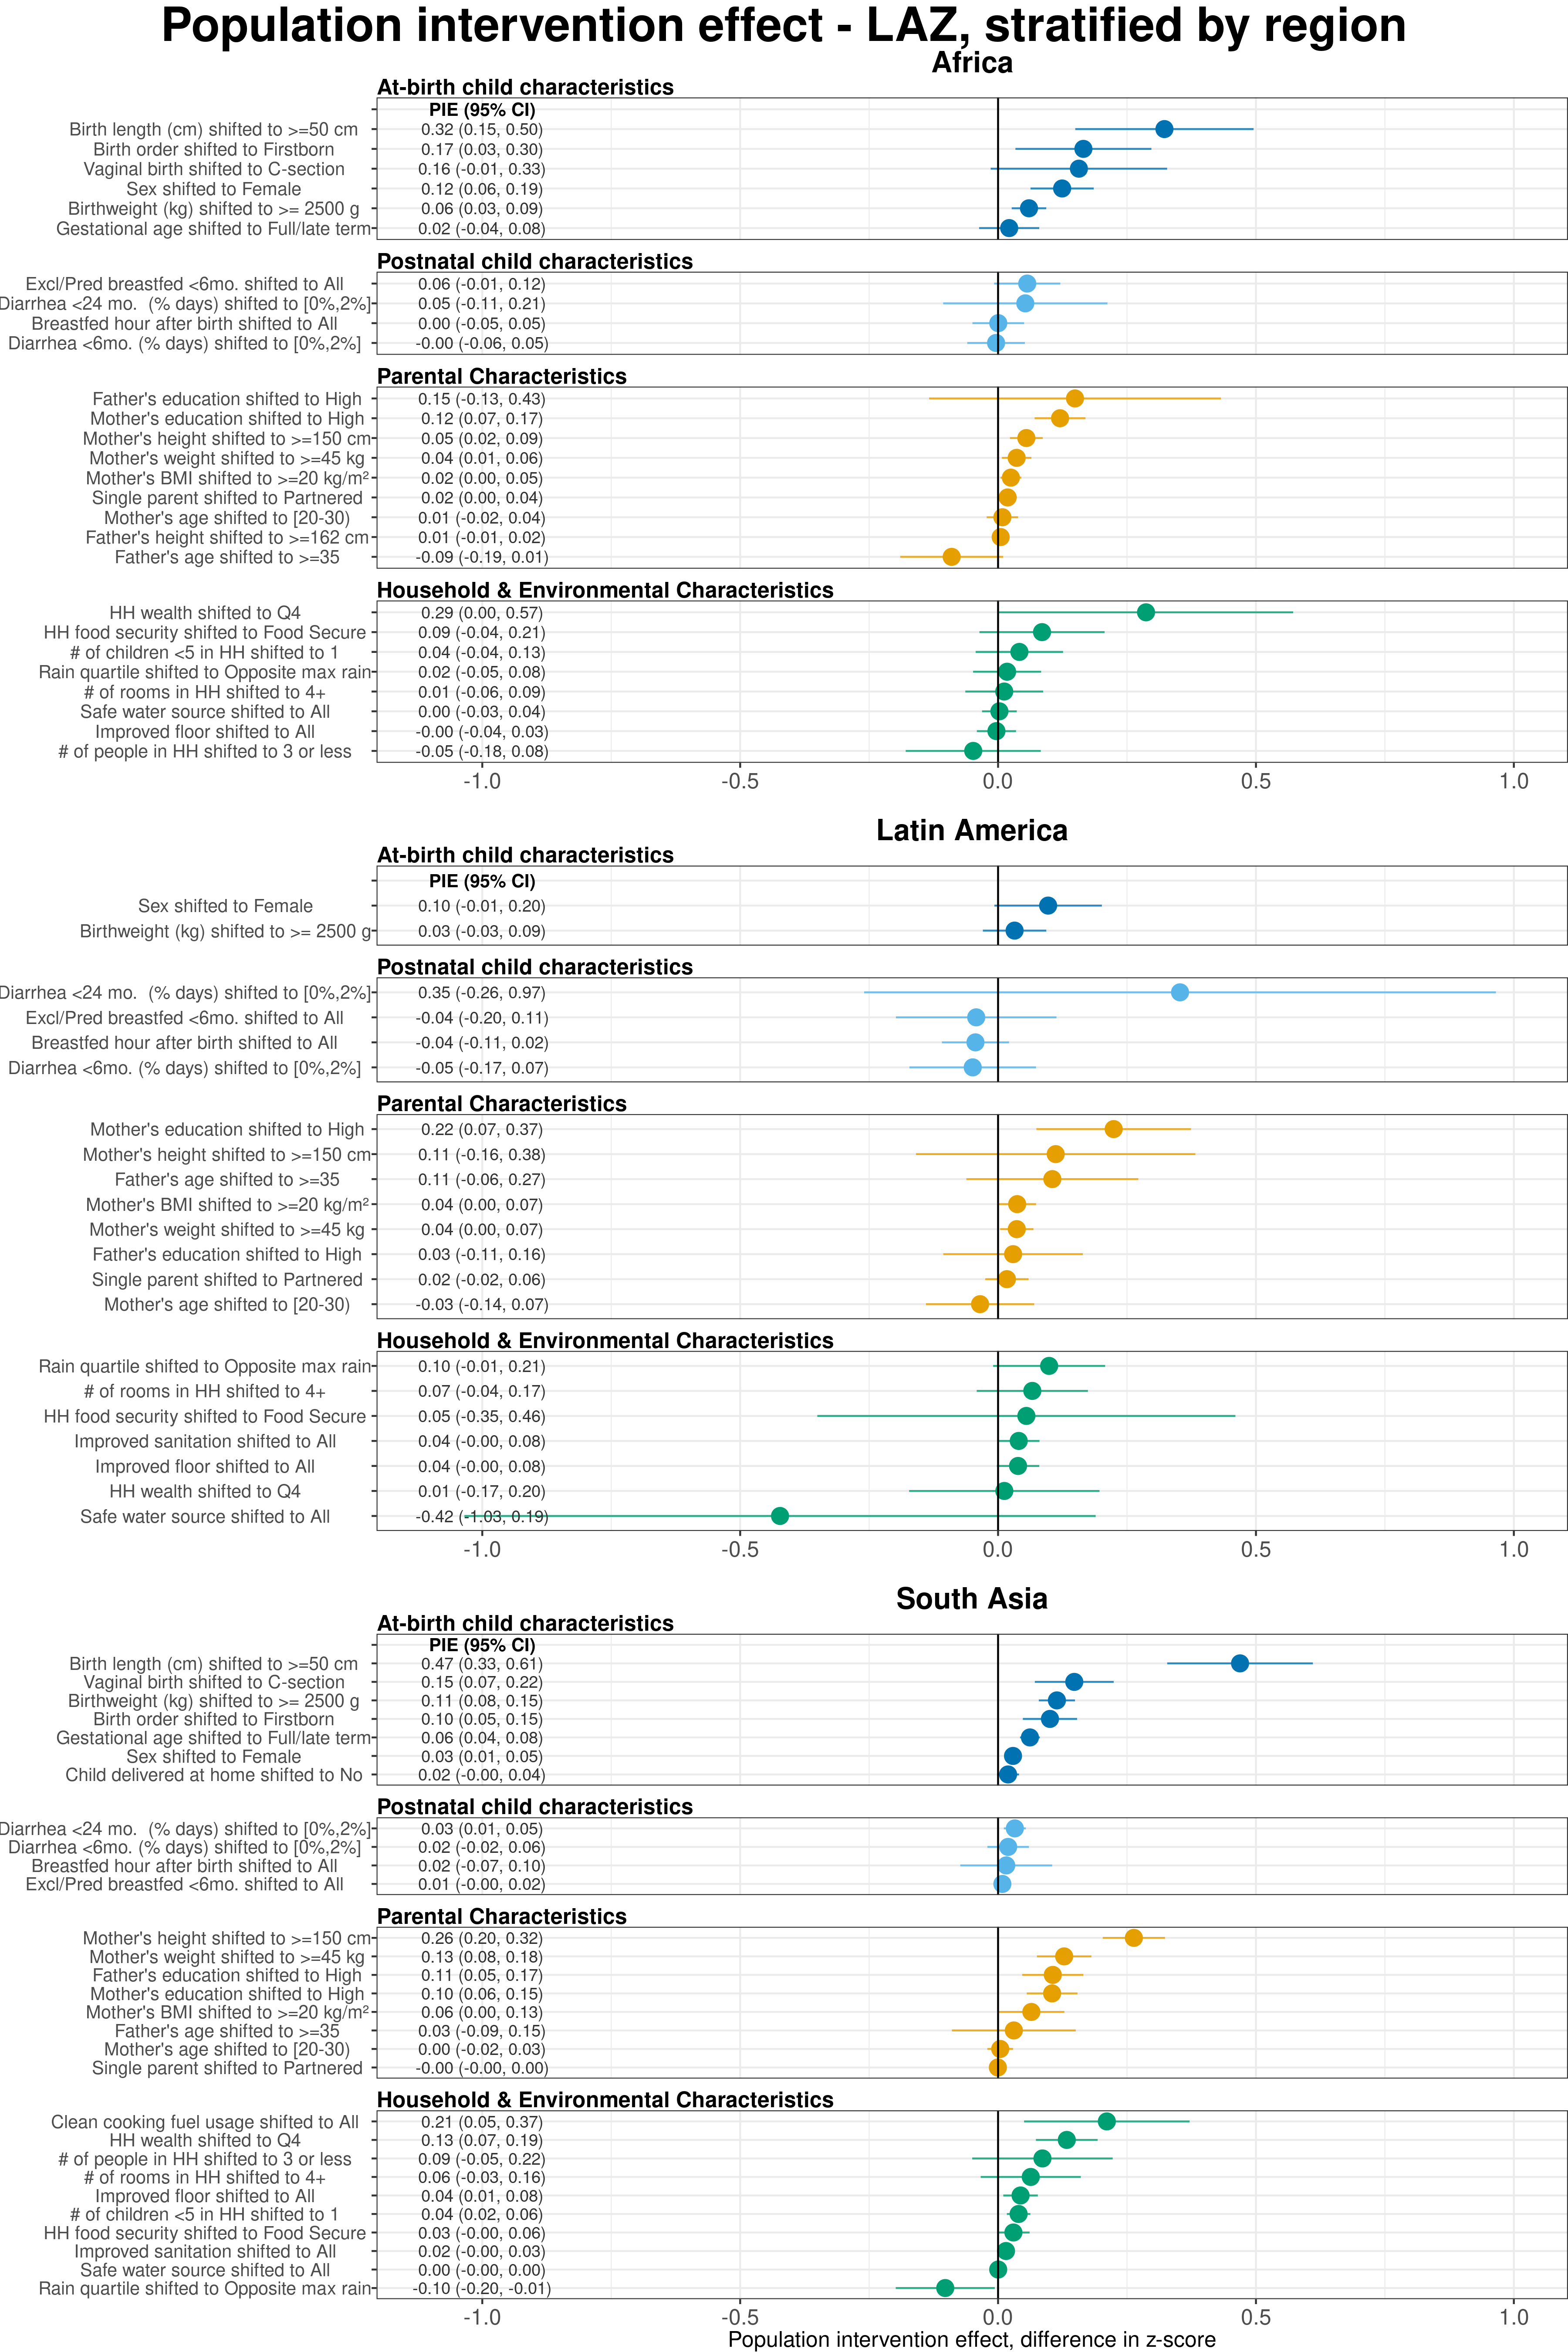 Population intervention effect - LAZ, stratified by region
Africa
At-birth child characteristics
PIE (95% CI)
Birth length (cm) shifted to >=50 cm 0.32 (0.15, 0.50)
Birth order shifted to Firstborn 0.17 (0.03, 0.30)
Vaginal birth shifted to C-section 0.16 (-0.01, 0.33)
Sex shifted to Female 0.12 (0.06, 0.19)
Birthweight (kg) shifted to >= 2500 g 0.06 (0.03, 0.09)
Gestational age shifted to Full/late term 0.02 (-0.04, 0.08)
Postnatal child characteristics
Excl/Pred breastfed <6mo. shifted to All 0.06 (-0.01, 0.12)
Diarrhea <24 mo. (% days) shifted to [0%,2%] 0.05 (-0.11, 0.21)
Breastfed hour after birth shifted to All 0.00 (-0.05, 0.05)
Diarrhea <6mo. (% days) shifted to [0%,2%] -0.00 (-0.06, 0.05)
Parental Characteristics
Father's education shifted to High 0.15 (-0.13, 0.43)
Mother's education shifted to High 0.12 (0.07, 0.17)
Mother's height shifted to >=150 cm 0.05 (0.02, 0.09)
Mother's weight shifted to >=45 kg 0.04 (0.01, 0.06)
Mother's BMI shifted to >=20 kg/m² 0.02 (0.00, 0.05)
Single parent shifted to Partnered 0.02 (0.00, 0.04)
Mother's age shifted to [20-30) 0.01 (-0.02, 0.04)
Father's height shifted to >=162 cm 0.01 (-0.01, 0.02)
Father's age shifted to >=35 -0.09 (-0.19, 0.01)
Household & Environmental Characteristics
HH wealth shifted to Q4 0.29 (0.00, 0.57)
HH food security shifted to Food Secure 0.09 (-0.04, 0.21)
# of children <5 in HH shifted to 1 0.04 (-0.04, 0.13)
Rain quartile shifted to Opposite max rain 0.02 (-0.05, 0.08)
# of rooms in HH shifted to 4+ 0.01 (-0.06, 0.09)
Safe water source shifted to All 0.00 (-0.03, 0.04)
Improved floor shifted to All -0.00 (-0.04, 0.03)
# of people in HH shifted to 3 or less -0.05 (-0.18, 0.08)
-1.0 -0.5 0.0 0.5 1.0
Latin America
At-birth child characteristics
PIE (95% CI)
Sex shifted to Female 0.10 (-0.01, 0.20)
Birthweight (kg) shifted to >= 2500 g 0.03 (-0.03, 0.09)
Postnatal child characteristics
Diarrhea <24 mo. (% days) shifted to [0%,2%] 0.35 (-0.26, 0.97)
Excl/Pred breastfed <6mo. shifted to All -0.04 (-0.20, 0.11)
Breastfed hour after birth shifted to All -0.04 (-0.11, 0.02)
Diarrhea <6mo. (% days) shifted to [0%,2%] -0.05 (-0.17, 0.07)
Parental Characteristics
Mother's education shifted to High 0.22 (0.07, 0.37)
Mother's height shifted to >=150 cm 0.11 (-0.16, 0.38)
Father's age shifted to >=35 0.11 (-0.06, 0.27)
Mother's BMI shifted to >=20 kg/m² 0.04 (0.00, 0.07)
Mother's weight shifted to >=45 kg 0.04 (0.00, 0.07)
Father's education shifted to High 0.03 (-0.11, 0.16)
Single parent shifted to Partnered 0.02 (-0.02, 0.06)
Mother's age shifted to [20-30) -0.03 (-0.14, 0.07)
Household & Environmental Characteristics
Rain quartile shifted to Opposite max rain 0.10 (-0.01, 0.21)
# of rooms in HH shifted to 4+ 0.07 (-0.04, 0.17)
HH food security shifted to Food Secure 0.05 (-0.35, 0.46)
Improved sanitation shifted to All 0.04 (-0.00, 0.08)
Improved floor shifted to All 0.04 (-0.00, 0.08)
HH wealth shifted to Q4 0.01 (-0.17, 0.20)
Safe water source shifted to All -0.42 (-1.03, 0.19)
-1.0 -0.5 0.0 0.5 1.0
South Asia
At-birth child characteristics
PIE (95% CI)
Birth length (cm) shifted to >=50 cm 0.47 (0.33, 0.61)
Vaginal birth shifted to C-section 0.15 (0.07, 0.22)
Birthweight (kg) shifted to >= 2500 g 0.11 (0.08, 0.15)
Birth order shifted to Firstborn 0.10 (0.05, 0.15)
Gestational age shifted to Full/late term 0.06 (0.04, 0.08)
Sex shifted to Female 0.03 (0.01, 0.05)
Child delivered at home shifted to No 0.02 (-0.00, 0.04)
Postnatal child characteristics
Diarrhea <24 mo. (% days) shifted to [0%,2%] 0.03 (0.01, 0.05)
Diarrhea <6mo. (% days) shifted to [0%,2%] 0.02 (-0.02, 0.06)
Breastfed hour after birth shifted to All 0.02 (-0.07, 0.10)
Excl/Pred breastfed <6mo. shifted to All 0.01 (-0.00, 0.02)
Parental Characteristics
Mother's height shifted to >=150 cm 0.26 (0.20, 0.32)
Mother's weight shifted to >=45 kg 0.13 (0.08, 0.18)
Father's education shifted to High 0.11 (0.05, 0.17)
Mother's education shifted to High 0.10 (0.06, 0.15)
Mother's BMI shifted to >=20 kg/m² 0.06 (0.00, 0.13)
Father's age shifted to >=35 0.03 (-0.09, 0.15)
Mother's age shifted to [20-30) 0.00 (-0.02, 0.03)
Single parent shifted to Partnered -0.00 (-0.00, 0.00)
Household & Environmental Characteristics
Clean cooking fuel usage shifted to All 0.21 (0.05, 0.37)
HH wealth shifted to Q4 0.13 (0.07, 0.19)
# of people in HH shifted to 3 or less 0.09 (-0.05, 0.22)
# of rooms in HH shifted to 4+ 0.06 (-0.03, 0.16)
Improved floor shifted to All 0.04 (0.01, 0.08)
# of children <5 in HH shifted to 1 0.04 (0.02, 0.06)
HH food security shifted to Food Secure 0.03 (-0.00, 0.06)
Improved sanitation shifted to All 0.02 (-0.00, 0.03)
Safe water source shifted to All 0.00 (-0.00, 0.00)
Rain quartile shifted to Opposite max rain -0.10 (-0.20, -0.01)
-1.0 -0.5 0.0 0.5 1.0
Population intervention effect, difference in z-score